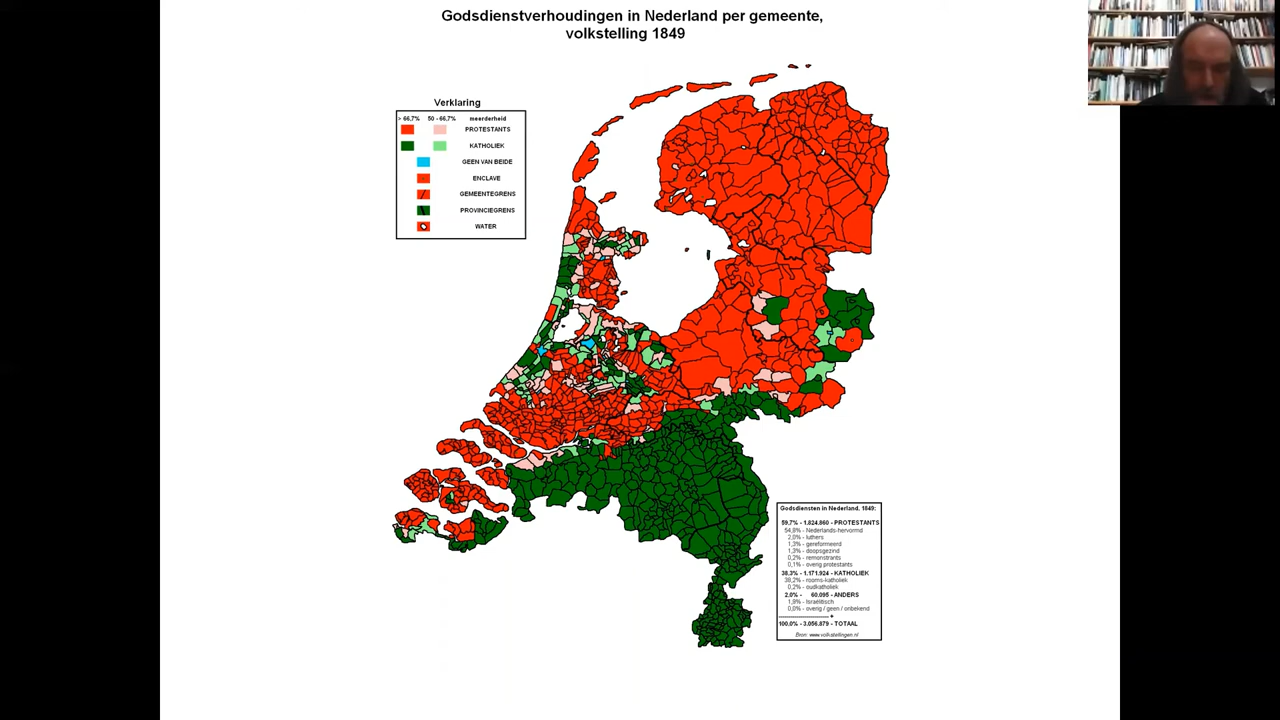 Godsdienstverhoudingen in Nederland per gemeente,
volkstelling 1849
Verklaring
> 66,7% 50 - 66,7% meerderheid
PROTESTANTS
KATHOLIEK
GEEN VAN BEIDE
ENCLAVE
GEMEENTEGRENS
PROVINCIEGRENS
WATER
Godsdiensten in Nederland, 1849:
59,7% - 1.824.860 - PROTESTANTS
54,8% - Nederlands-hervormd
2,0% - luthers
1,3% - gereformeerd
1,3% - doopsgezind
0,2% - remonstrants
0,1% - overig protestants
38,3% - 1.171.924 - KATHOLIEK
38,2% - rooms-katholiek
0,2% - oudkatholiek
2,0% - 60.095 - ANDERS
1,9% - Israëlitisch
0,0% - overig / geen / onbekend
+
100,0% - 3.056.879 - TOTAAL
Bron: www.volkstellingen.nl